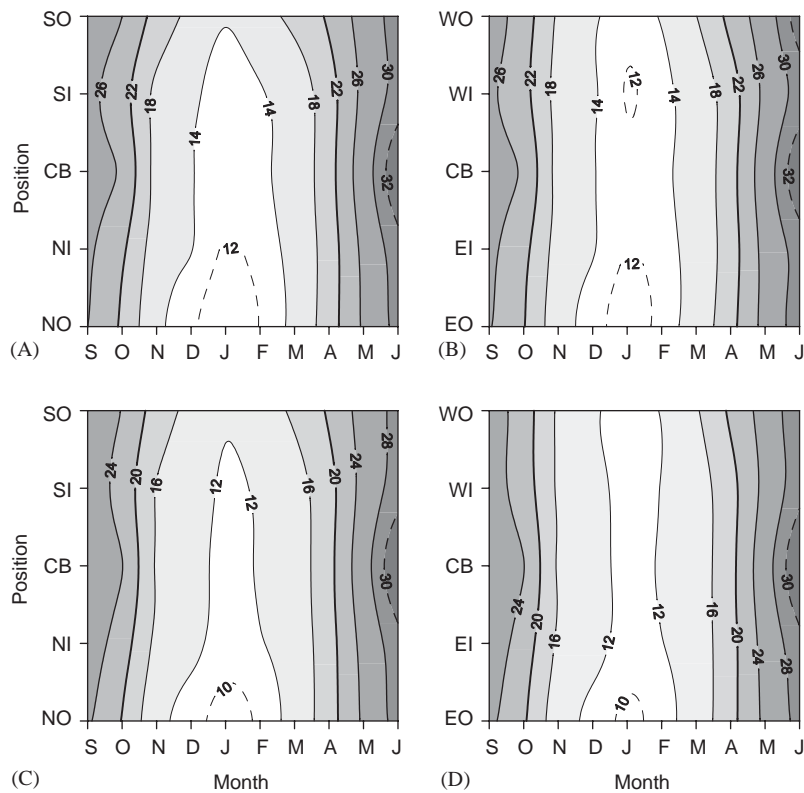 SO
SI
CB
NI
NO
Position
26
22
18
14
14
18
22
26
30
32
12
S O N D J F M A M J
(A)
WO
WI
CB
EI
EO
26
22
18
14
12
14
18
22
26
30
32
12
S O N D J F M A M J
(B)
SO
SI
CB
NI
NO
Position
24
20
16
12
12
16
20
24
28
30
10
S O N D J F M A M J
(C)
Month
WO
WI
CB
EI
EO
24
20
16
12
12
16
20
24
28
30
10
S O N D J F M A M J
(D)
Month